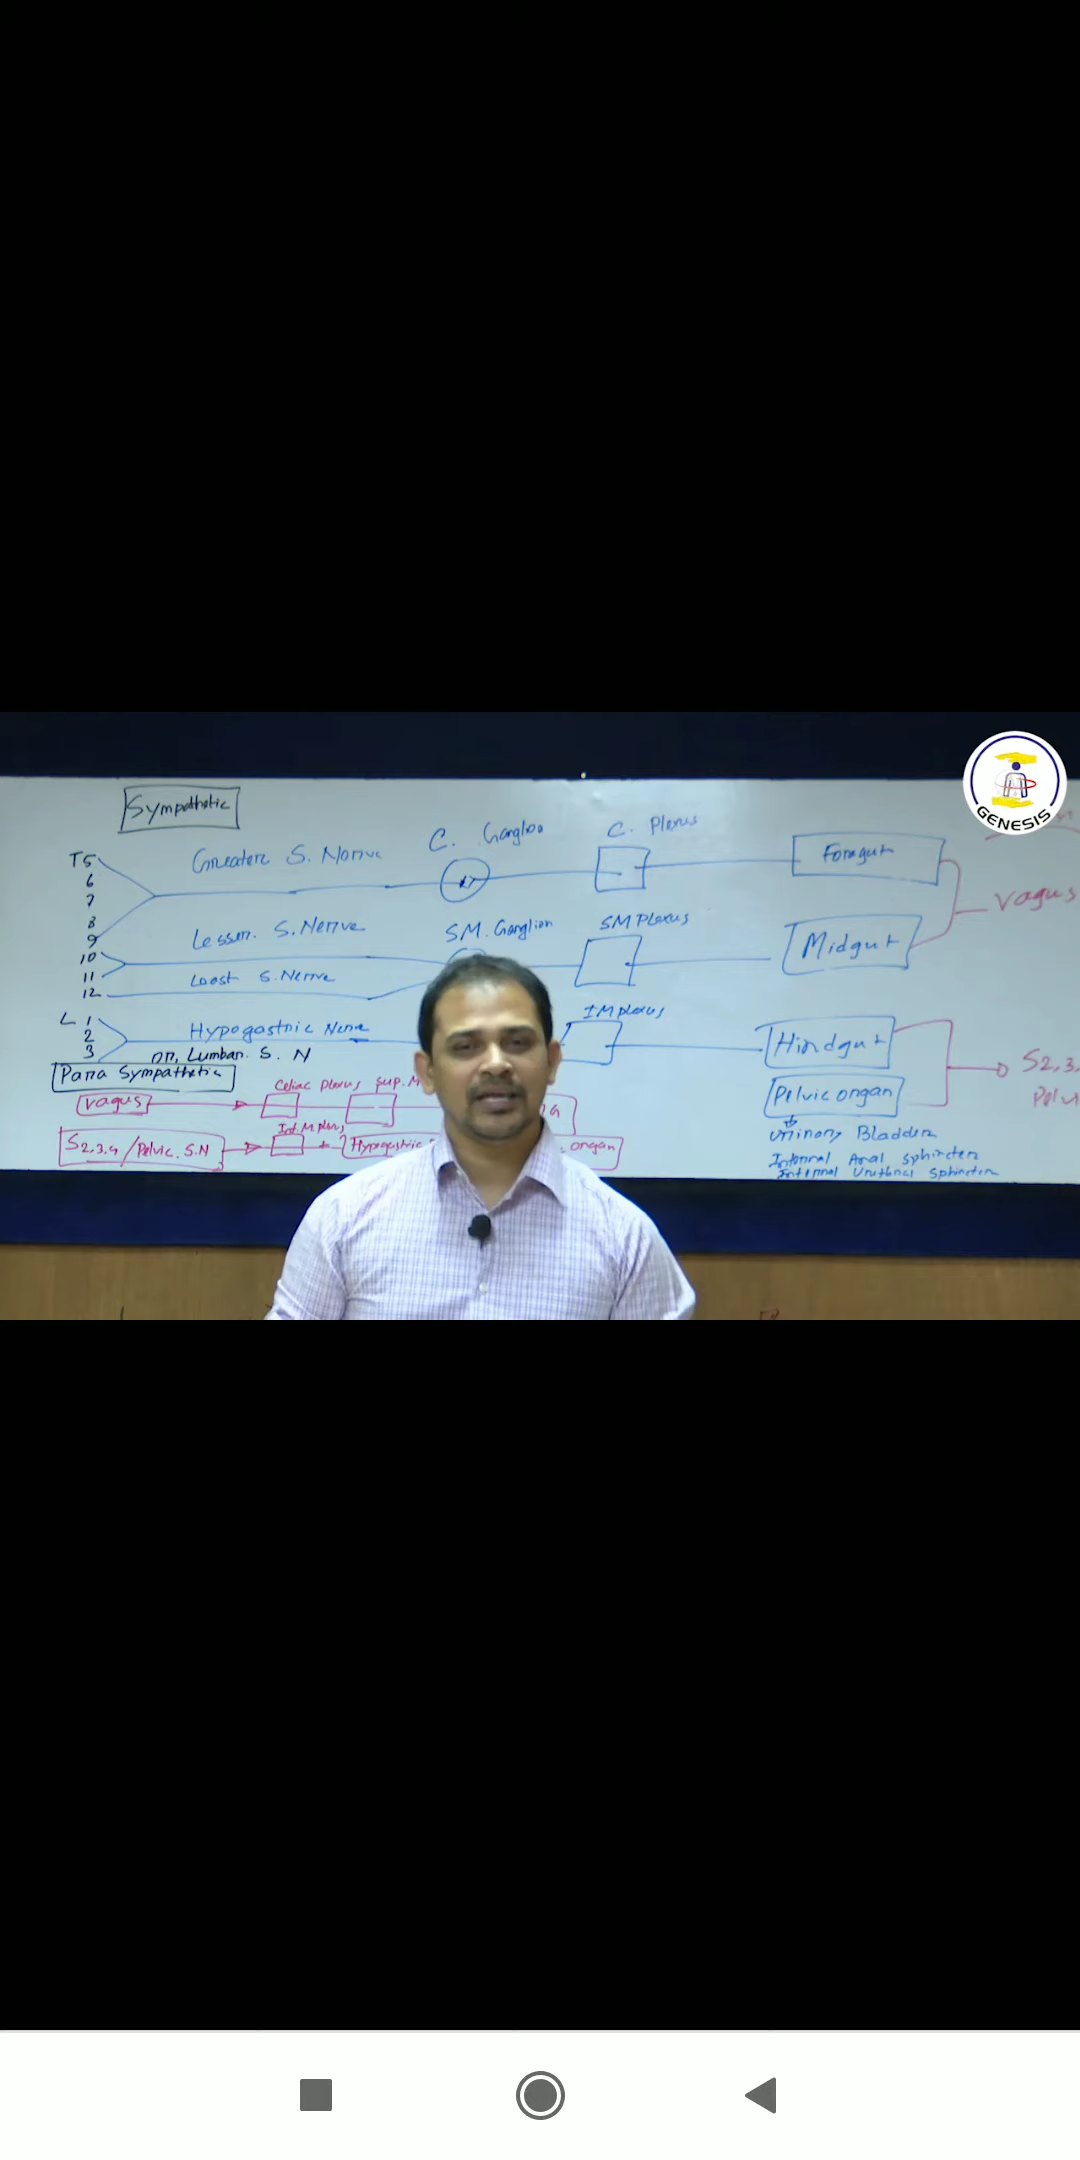 GENESIS
Sympathetic
T5
6
7
8
9
10
11
12
Greater S. Nerve
C. Ganglion
C. Plexus
Foregut
Vagus
Lesser. S. Nerve
SM. Ganglion
SM Plexus
Midgut
Least S. Nerve
L 1
2
3
Hypogastric Nerve
or, Lumbar. S. N
IM plexus
Hindgut
Pelvic organ
Urinory Bladder
Internal Anal Sphincter
Internal Urethral Sphincter
S2,3,
Para Sympathetic
Vagus
Celiac plexus Sup. M
S2,3,4/Pelvic. S.N
Inf. M plexus
+
Hypogastric
organ